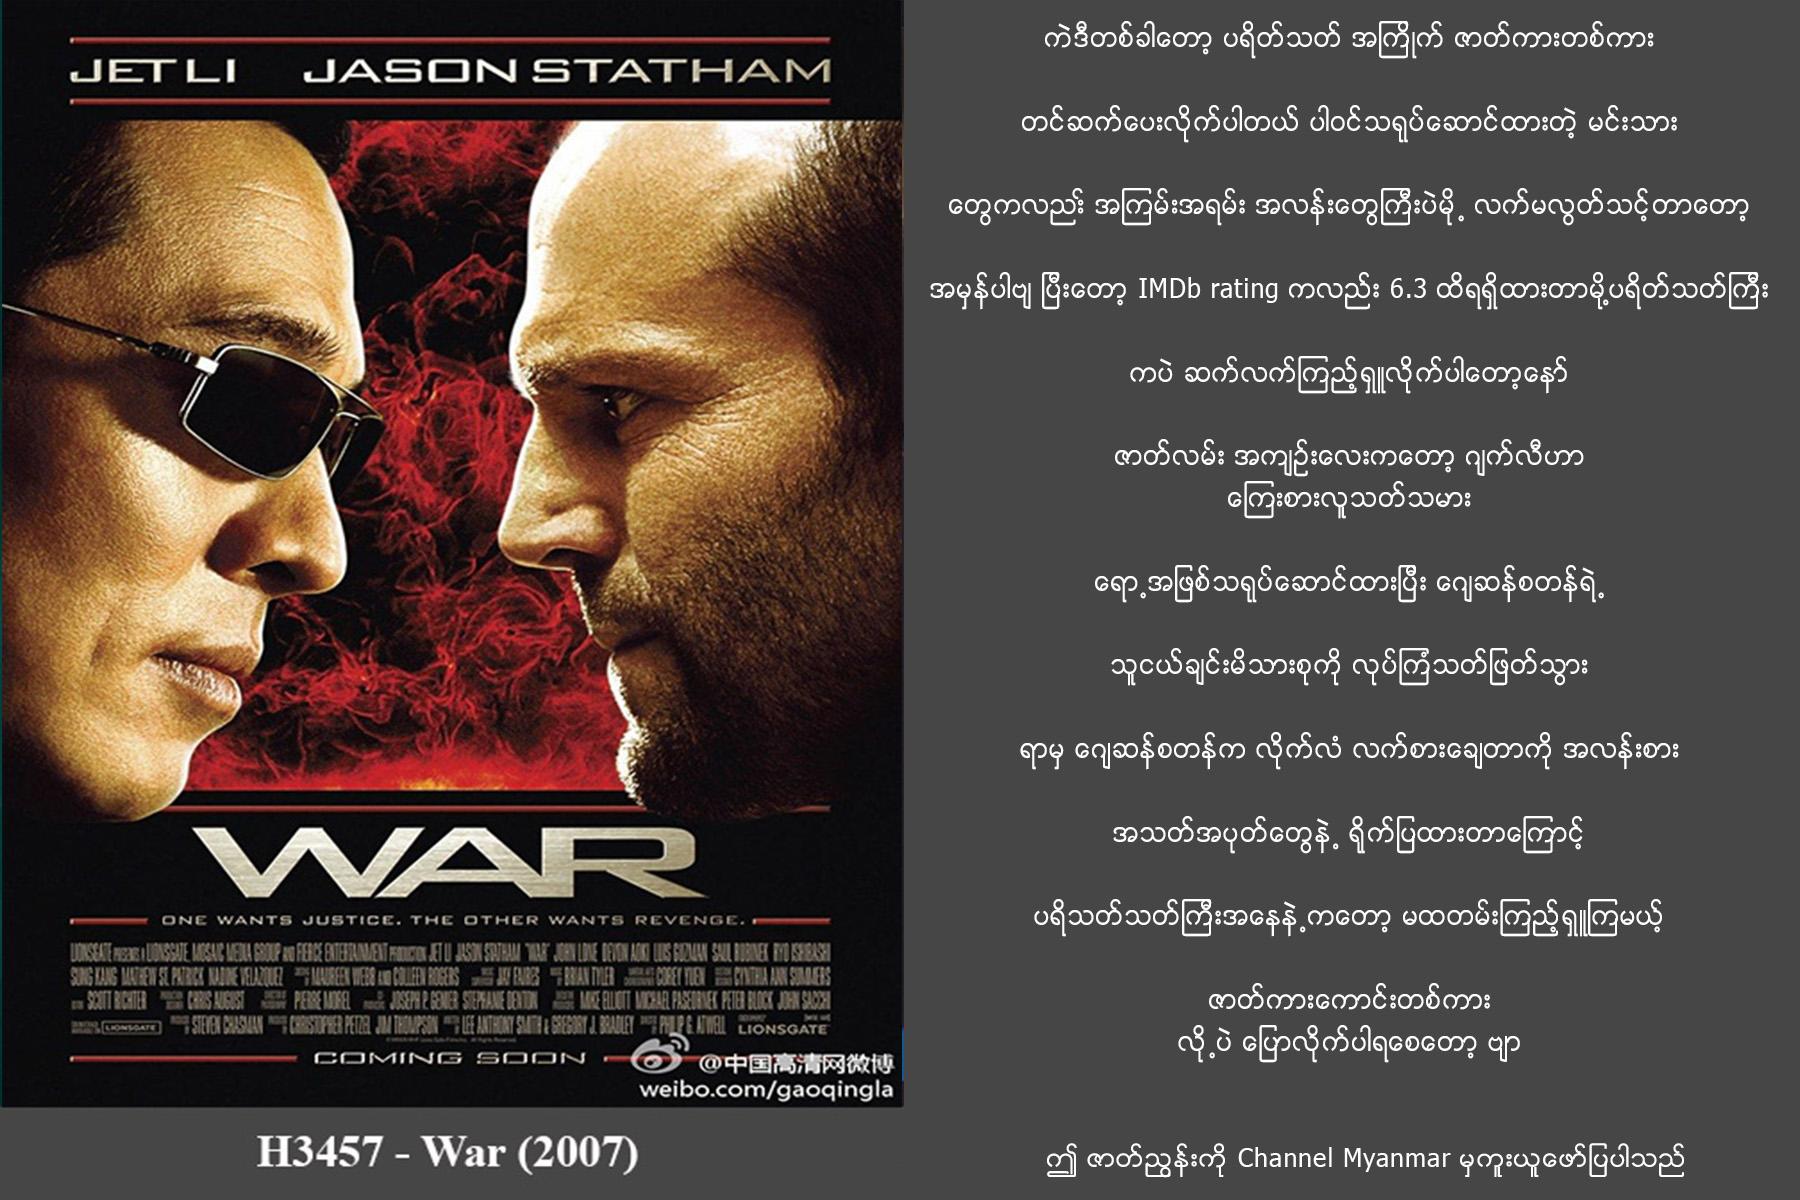 JET LI JASON STATHAM
WAR
ONE WANTS JUSTICE. THE OTHER WANTS REVENGE.
LIONSGATE PRESENTS A LIONSGATE, MOSAIC MEDIA GROUP AND FIERCE ENTERTAINMENT PRODUCTION JET LI JASON STATHAM "WAR" JOHN LONE DEVON AOKI LUIS GUZMAN SAUL RUBINEK RYO ISHIBASHI
SUNG KANG MATHEW ST. PATRICK NADINE VELAZQUEZ MAUREEN WEBB AND COLLEEN ROGERS JAY FAIRES BRIAN TYLER COREY YUEN CYNTHIA ANN SUMMERS
SCOTT RICHTER CHRIS AUGUST PIERRE MOREL JOSEPH P. GENIER STEPHANIE DENTON MIKE ELLIOTT MICHAEL PASEORNEK PETER BLOCK JOHN SACCHI
LIONSGATE STEVEN CHASMAN CHRISTOPHER PETZEL JIM THOMPSON LEE ANTHONY SMITH & GREGORY J. BRADLEY PHILIP G. ATWELL LIONSGATE
COMING SOON
@中国高清网微博
weibo.com/gaoqingla
H3457 - War (2007)
ကဲဒီတစ်ခါတော့ ပရိတ်သတ် အကြိုက် ဇာတ်ကားတစ်ကား
တင်ဆက်ပေးလိုက်ပါတယ် ပါဝင်သရုပ်ဆောင်ထားတဲ့ မင်းသား
တွေကလည်း အကြမ်းအရမ်း အလန်းတွေကြီးပဲမို့ လက်မလွတ်သင့်တာတော့
အမှန်ပါဗျ ပြီးတော့ IMDb rating ကလည်း 6.3 ထိရရှိထားတာမို့ပရိတ်သတ်ကြီး
ကပဲ ဆက်လက်ကြည့်ရှူလိုက်ပါတော့နော်
ဇာတ်လမ်း အကျဉ်းလေးကတော့ ဂျက်လီဟာ
ကြေးစားလူသတ်သမား
ရော့အဖြစ်သရုပ်ဆောင်ထားပြီး ဂျေဆန်စတန်ရဲ့
သူငယ်ချင်းမိသားစုကို လုပ်ကြံသတ်ဖြတ်သွား
ရာမှ ဂျေဆန်စတန်က လိုက်လံ လက်စားချေတာကို အလန်းစား
အသတ်အပုတ်တွေနဲ့ ရိုက်ပြထားတာကြောင့်
ပရိသတ်သတ်ကြီးအနေနဲ့ကတော့ မထတမ်းကြည့်ရှူကြမယ့်
ဇာတ်ကားကောင်းတစ်ကား
လို့ပဲ ပြောလိုက်ပါရစေတော့ ဗျာ
ဤ ဇာတ်ညွှန်းကို Channel Myanmar မှကူးယူဖော်ပြပါသည်